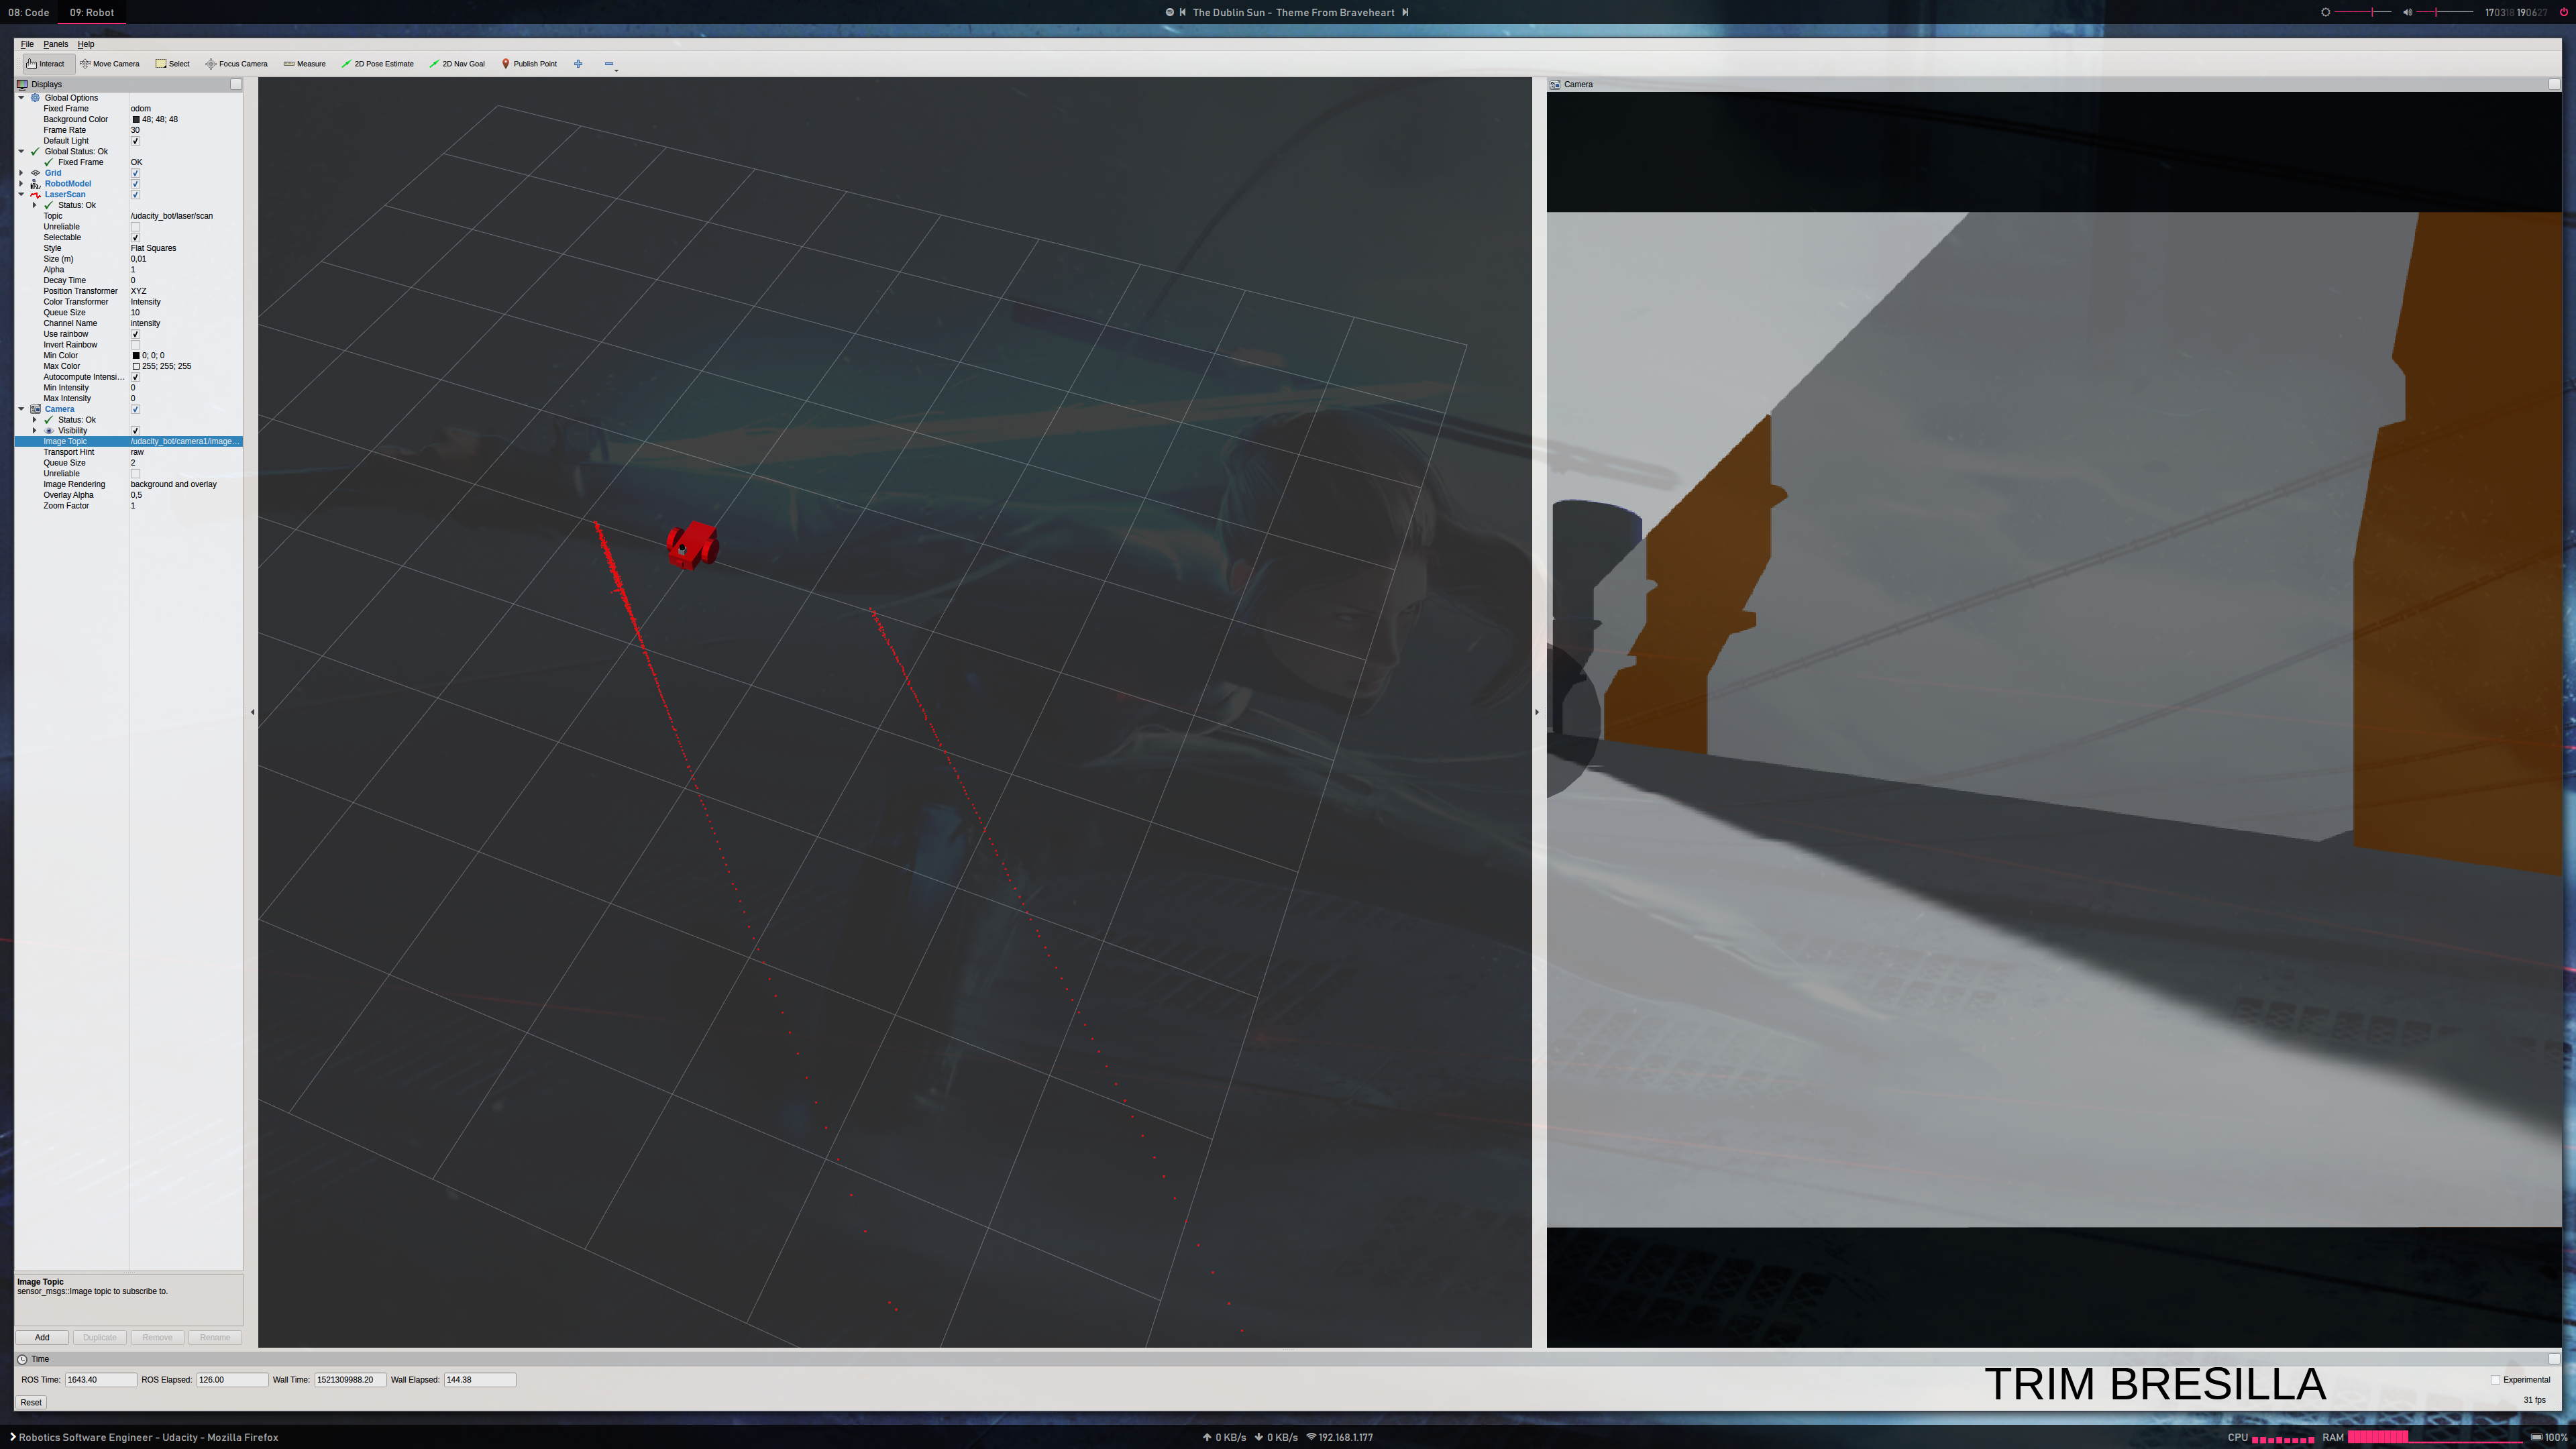 08: Code 09: Robot The Dublin Sun - Theme From Braveheart 170318 190627
File Panels Help
Interact Move Camera Select Focus Camera Measure 2D Pose Estimate 2D Nav Goal Publish Point
Displays
Global Options
Fixed Frame odom
Background Color 48; 48; 48
Frame Rate 30
Default Light
Global Status: Ok
Fixed Frame OK
Grid
RobotModel
LaserScan
Status: Ok
Topic /udacity_bot/laser/scan
Unreliable
Selectable
Style Flat Squares
Size (m) 0,01
Alpha 1
Decay Time 0
Position Transformer XYZ
Color Transformer Intensity
Queue Size 10
Channel Name intensity
Use rainbow
Invert Rainbow
Min Color 0; 0; 0
Max Color 255; 255; 255
Autocompute Intensi...
Min Intensity 0
Max Intensity 0
Camera
Status: Ok
Visibility
Image Topic /udacity_bot/camera1/image...
Transport Hint raw
Queue Size 2
Unreliable
Image Rendering background and overlay
Overlay Alpha 0,5
Zoom Factor 1
Image Topic
sensor_msgs::Image topic to subscribe to.
Add Duplicate Remove Rename
Camera
Time
ROS Time: 1643.40 ROS Elapsed: 126.00 Wall Time: 1521309988.20 Wall Elapsed: 144.38
TRIM BRESILLA
Experimental
Reset
31 fps
Robotics Software Engineer - Udacity - Mozilla Firefox 0 KB/s 0 KB/s 192.168.1.177 CPU RAM 100%